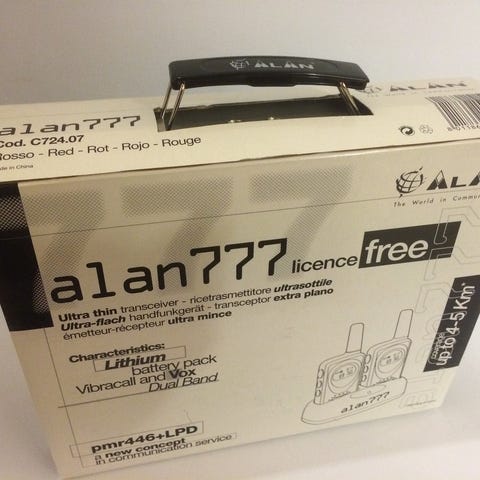 ALAN
alan777
Cod. C724.07
Rosso - Red - Rot - Rojo - Rouge
Made in China
ALAN
The World in
alan777 licence free
Ultra thin transceiver - ricetrasmettitore ultrasottile
Ultra-flach handfunkgerät - transceptor extra plano
émetteur-récepteur ultra mince
Characteristics:
Lithium
battery pack
Vibracall and Vox
Dual Band
up to 4-5 Km
alan777
pmr446+LPD
a new concept
in communication service